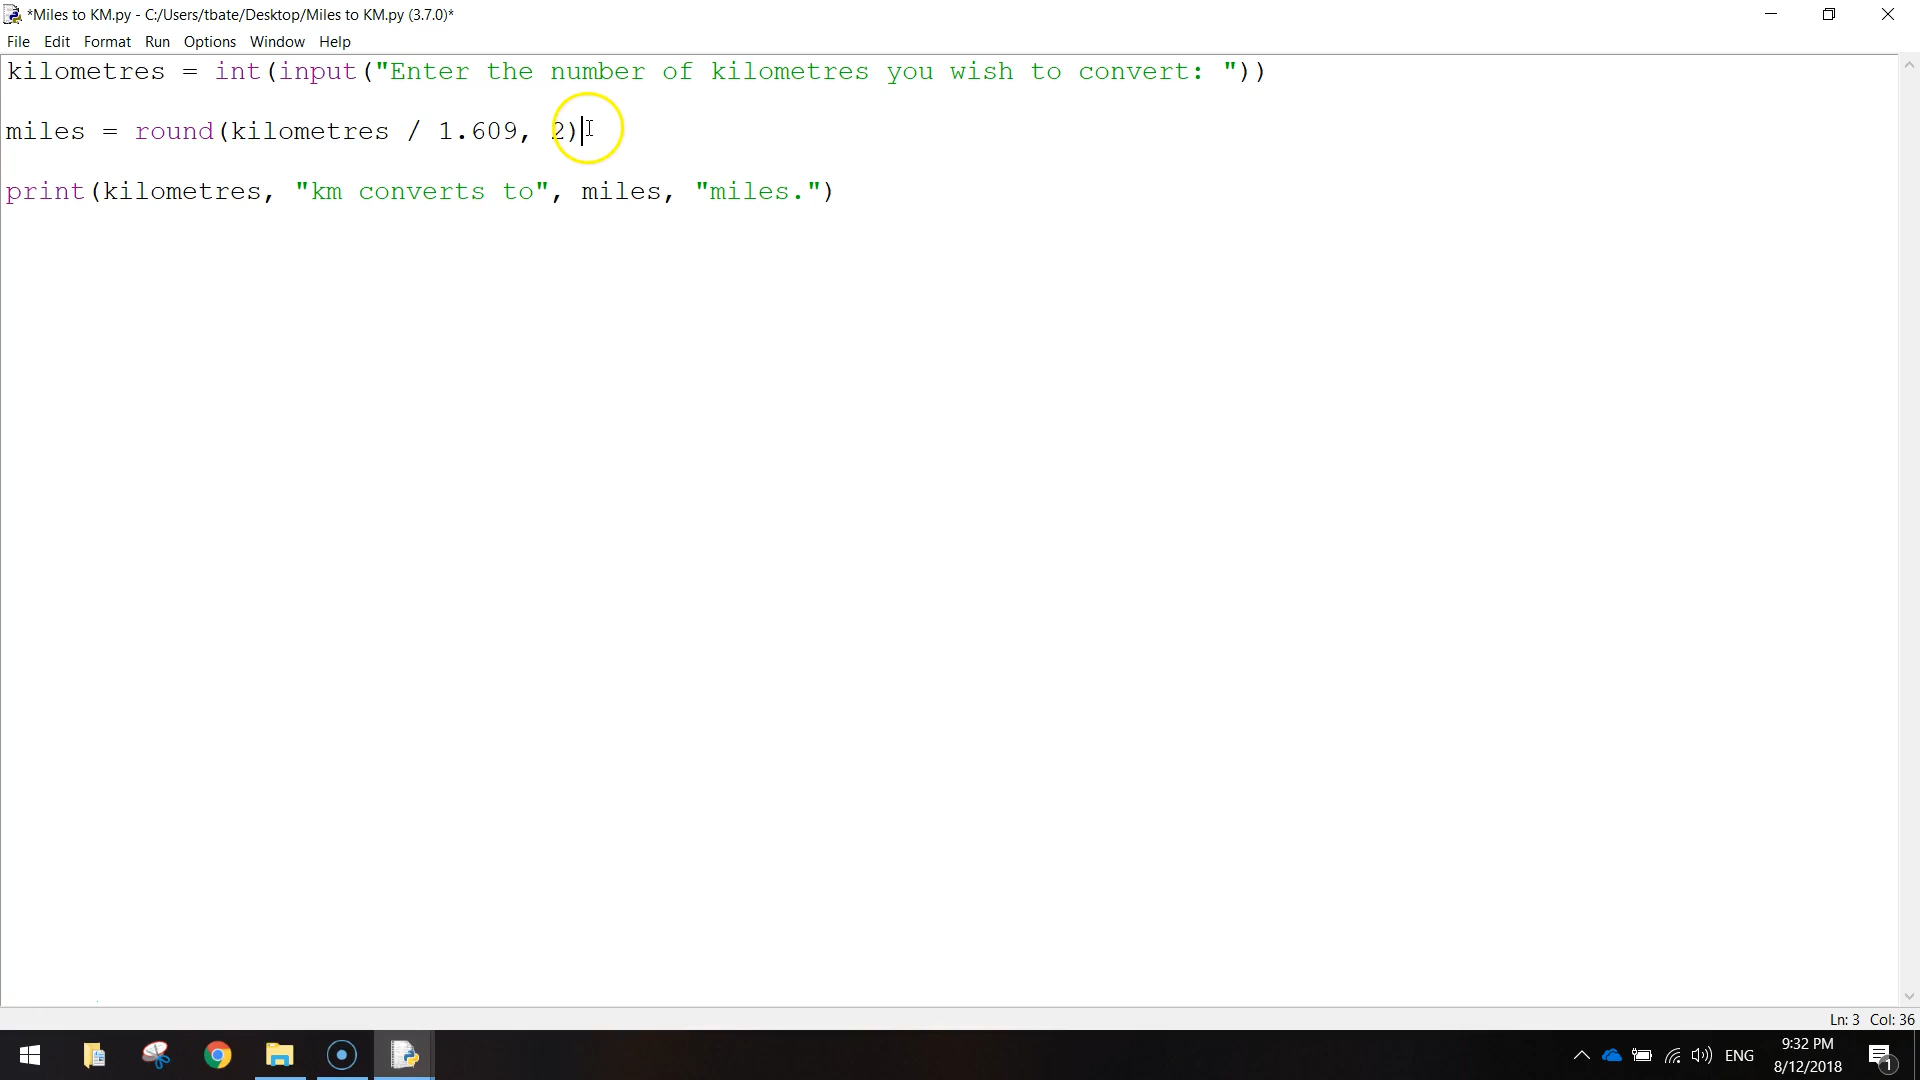 *Miles to KM.py - C:/Users/tbate/Desktop/Miles to KM.py (3.7.0)*
File Edit Format Run Options Window Help
kilometres = int(input("Enter the number of kilometres you wish to convert: "))
miles = round(kilometres / 1.609, 2)
print(kilometres, "km converts to", miles, "miles.")
Ln: 3 Col: 36
ENG
9:32 PM
8/12/2018
1